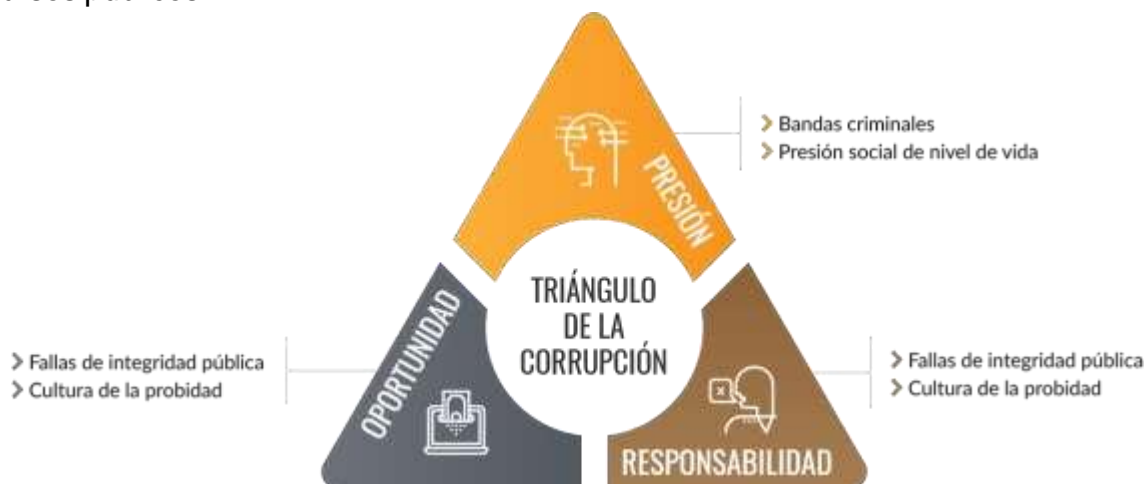 Bandas criminales
Presión social de nivel de vida
PRESIÓN
TRIÁNGULO
DE LA
CORRUPCIÓN
OPORTUNIDAD
Fallas de integridad pública
Cultura de la probidad
Fallas de integridad pública
Cultura de la probidad
x
RESPONSABILIDAD